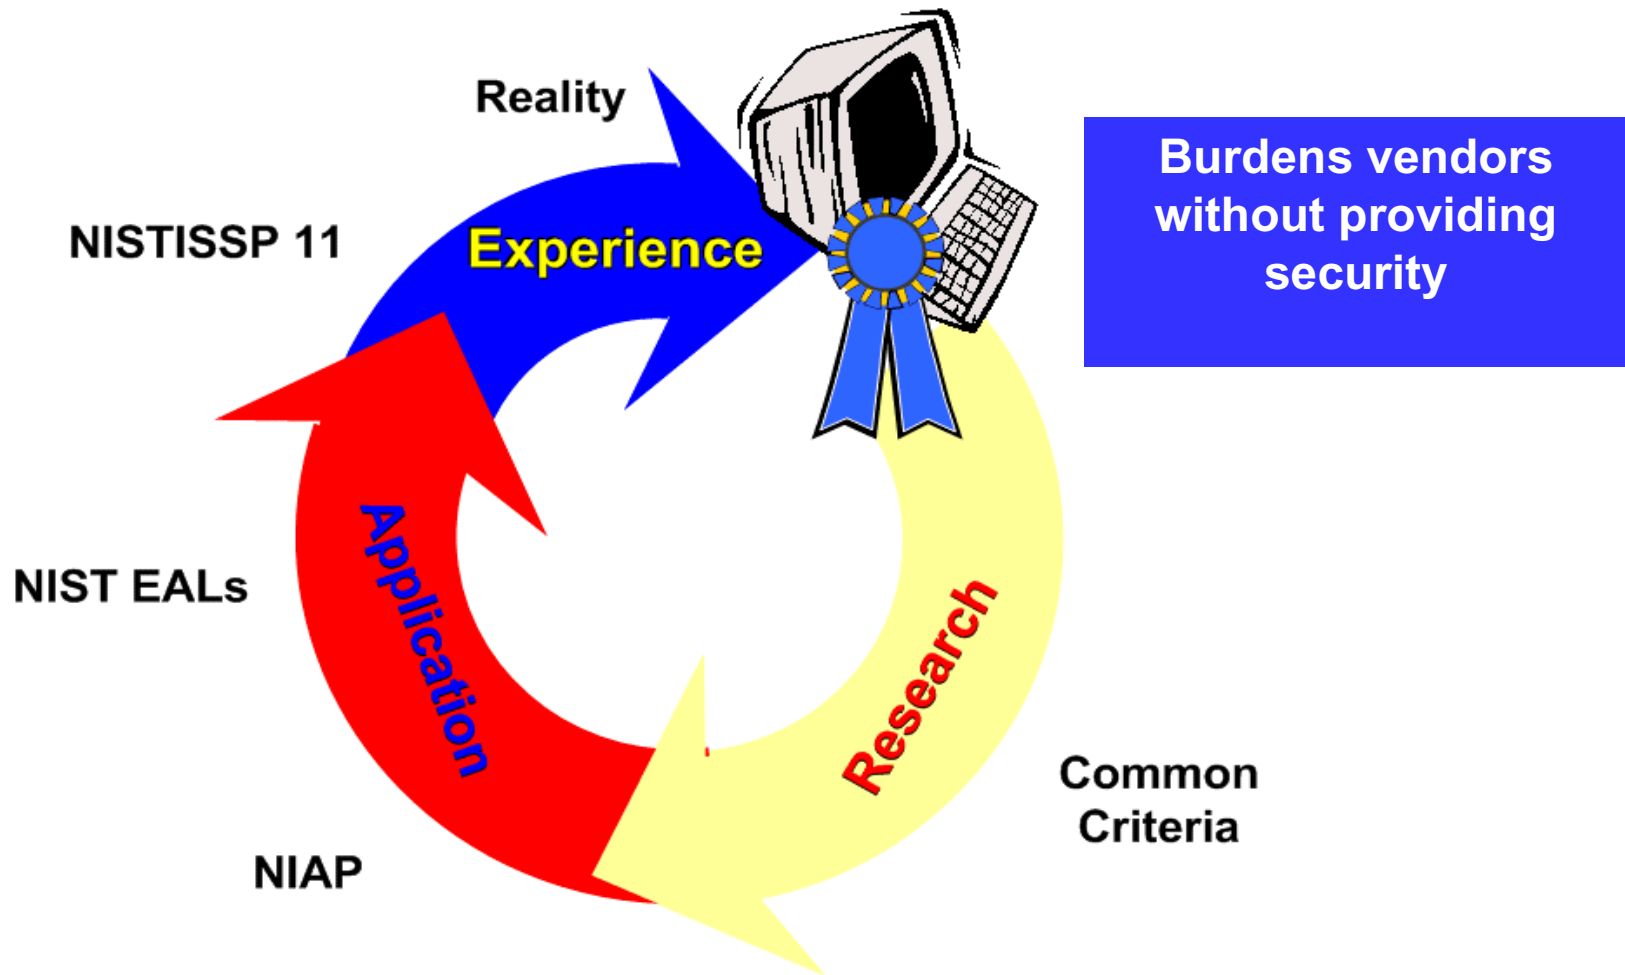 Reality
Burdens vendors
without providing
security
NISTISSP 11
Experience
Application
NIST EALs
Research
Common
Criteria
NIAP